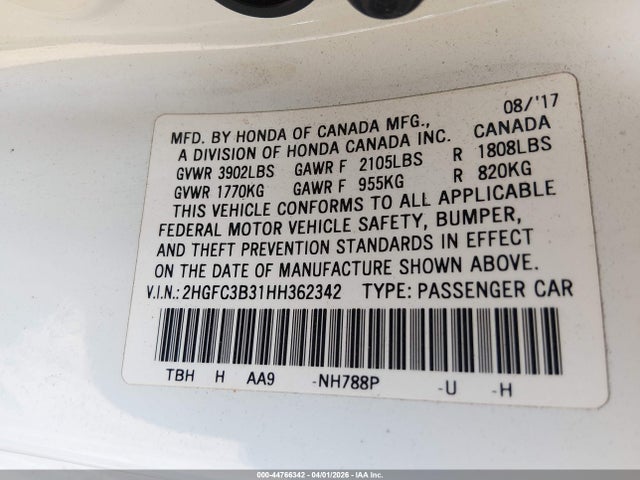 08/'17
MFD. BY HONDA OF CANADA MFG., CANADA
A DIVISION OF HONDA CANADA INC.
GVWR 3902LBS GAWR F 2105LBS R 1808LBS
GVWR 1770KG GAWR F 955KG R 820KG
THIS VEHICLE CONFORMS TO ALL APPLICABLE
FEDERAL MOTOR VEHICLE SAFETY, BUMPER,
AND THEFT PREVENTION STANDARDS IN EFFECT
ON THE DATE OF MANUFACTURE SHOWN ABOVE.
V.I.N.: 2HGFC3B31HH362342 TYPE: PASSENGER CAR
TBH H AA9 -NH788P -U -H
000-44766342 - 04/01/2026 - IAA Inc.